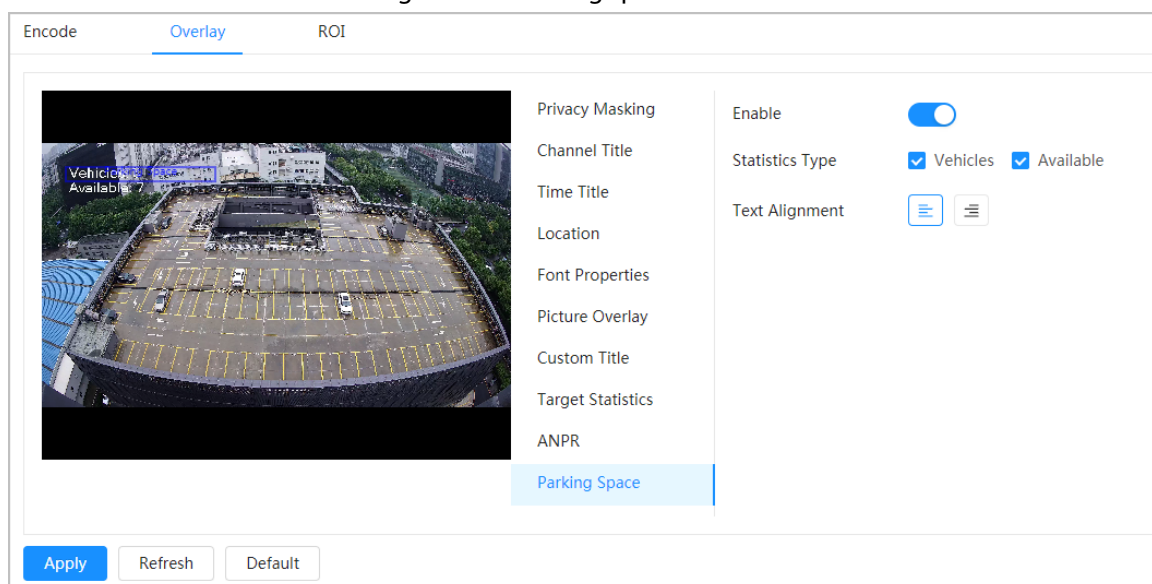 Encode Overlay ROI
Privacy Masking
Channel Title
Time Title
Location
Font Properties
Picture Overlay
Custom Title
Target Statistics
ANPR
Parking Space
Enable
Statistics Type Vehicles Available
Text Alignment
Space
Available: 7
Apply Refresh Default